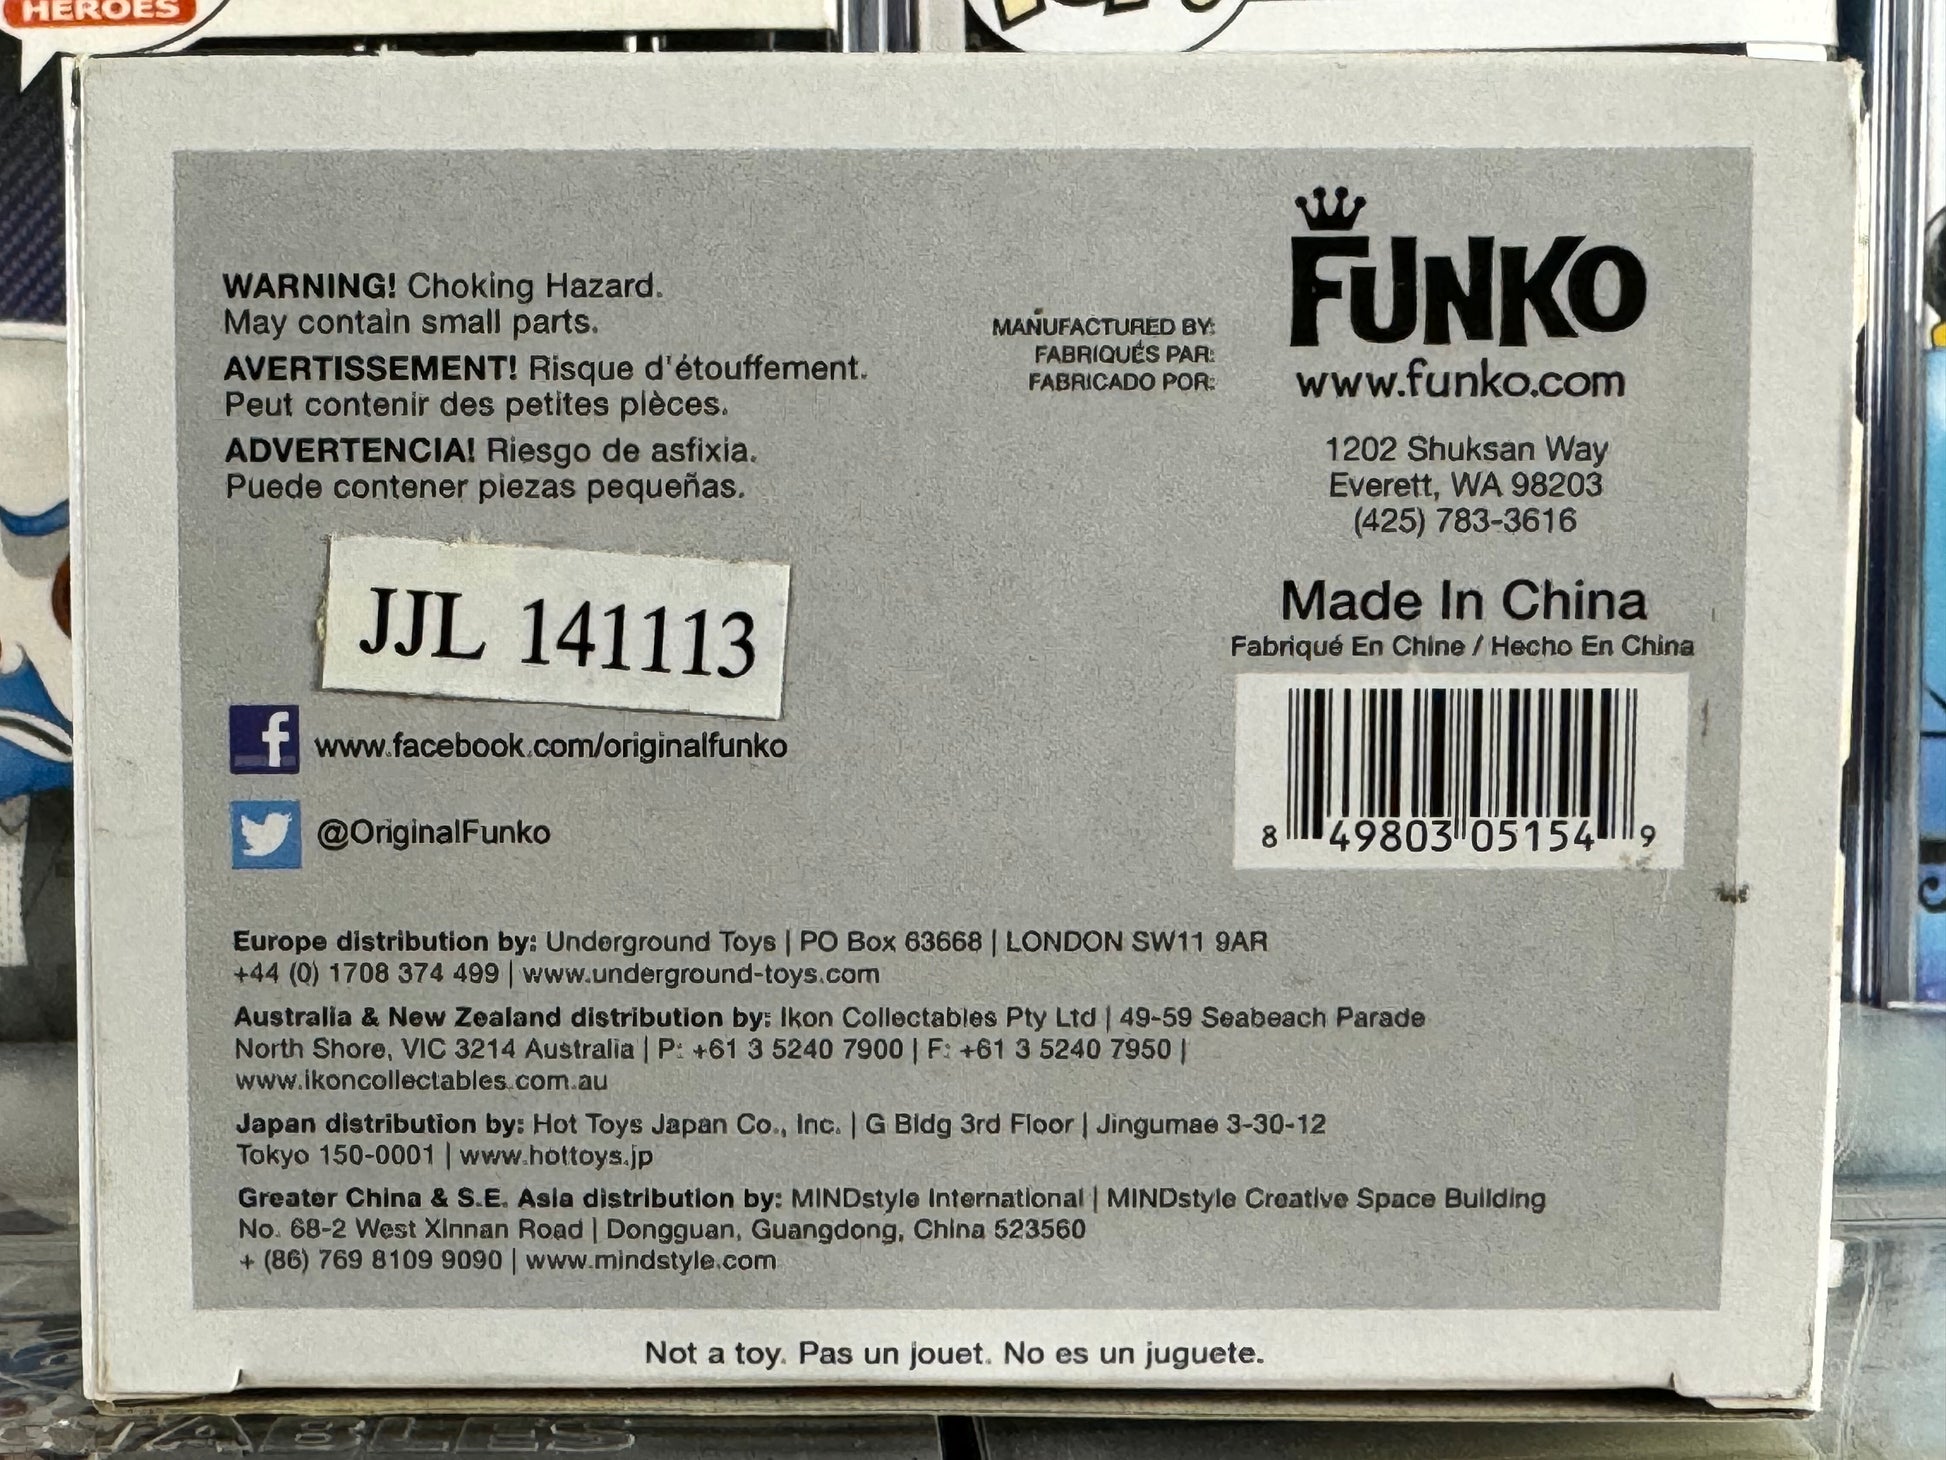 HEROES
WARNING! Choking Hazard.
May contain small parts.
AVERTISSEMENT! Risque d'étouffement.
Peut contenir des petites pièces.
ADVERTENCIA! Riesgo de asfixia.
Puede contener piezas pequeñas.
MANUFACTURED BY:
FABRIQUÉS PAR:
FABRICADO POR:
FUNKO
www.funko.com
1202 Shuksan Way
Everett, WA 98203
(425) 783-3616
Made In China
Fabriqué En Chine / Hecho En China
8 49803 05154 9
JJL 141113
f www.facebook.com/originalfunko
@OriginalFunko
Europe distribution by: Underground Toys | PO Box 63668 | LONDON SW11 9AR
+44 (0) 1708 374 499 | www.underground-toys.com
Australia & New Zealand distribution by: Ikon Collectables Pty Ltd | 49-59 Seabeach Parade
North Shore, VIC 3214 Australia | P: +61 3 5240 7900 | F: +61 3 5240 7950 |
www.ikoncollectables.com.au
Japan distribution by: Hot Toys Japan Co., Inc. | G Bldg 3rd Floor | Jingumae 3-30-12
Tokyo 150-0001 | www.hottoys.jp
Greater China & S.E. Asia distribution by: MINDstyle International | MINDstyle Creative Space Building
No. 68-2 West Xinnan Road | Dongguan, Guangdong, China 523560
+ (86) 769 8109 9090 | www.mindstyle.com
Not a toy. Pas un jouet. No es un juguete.